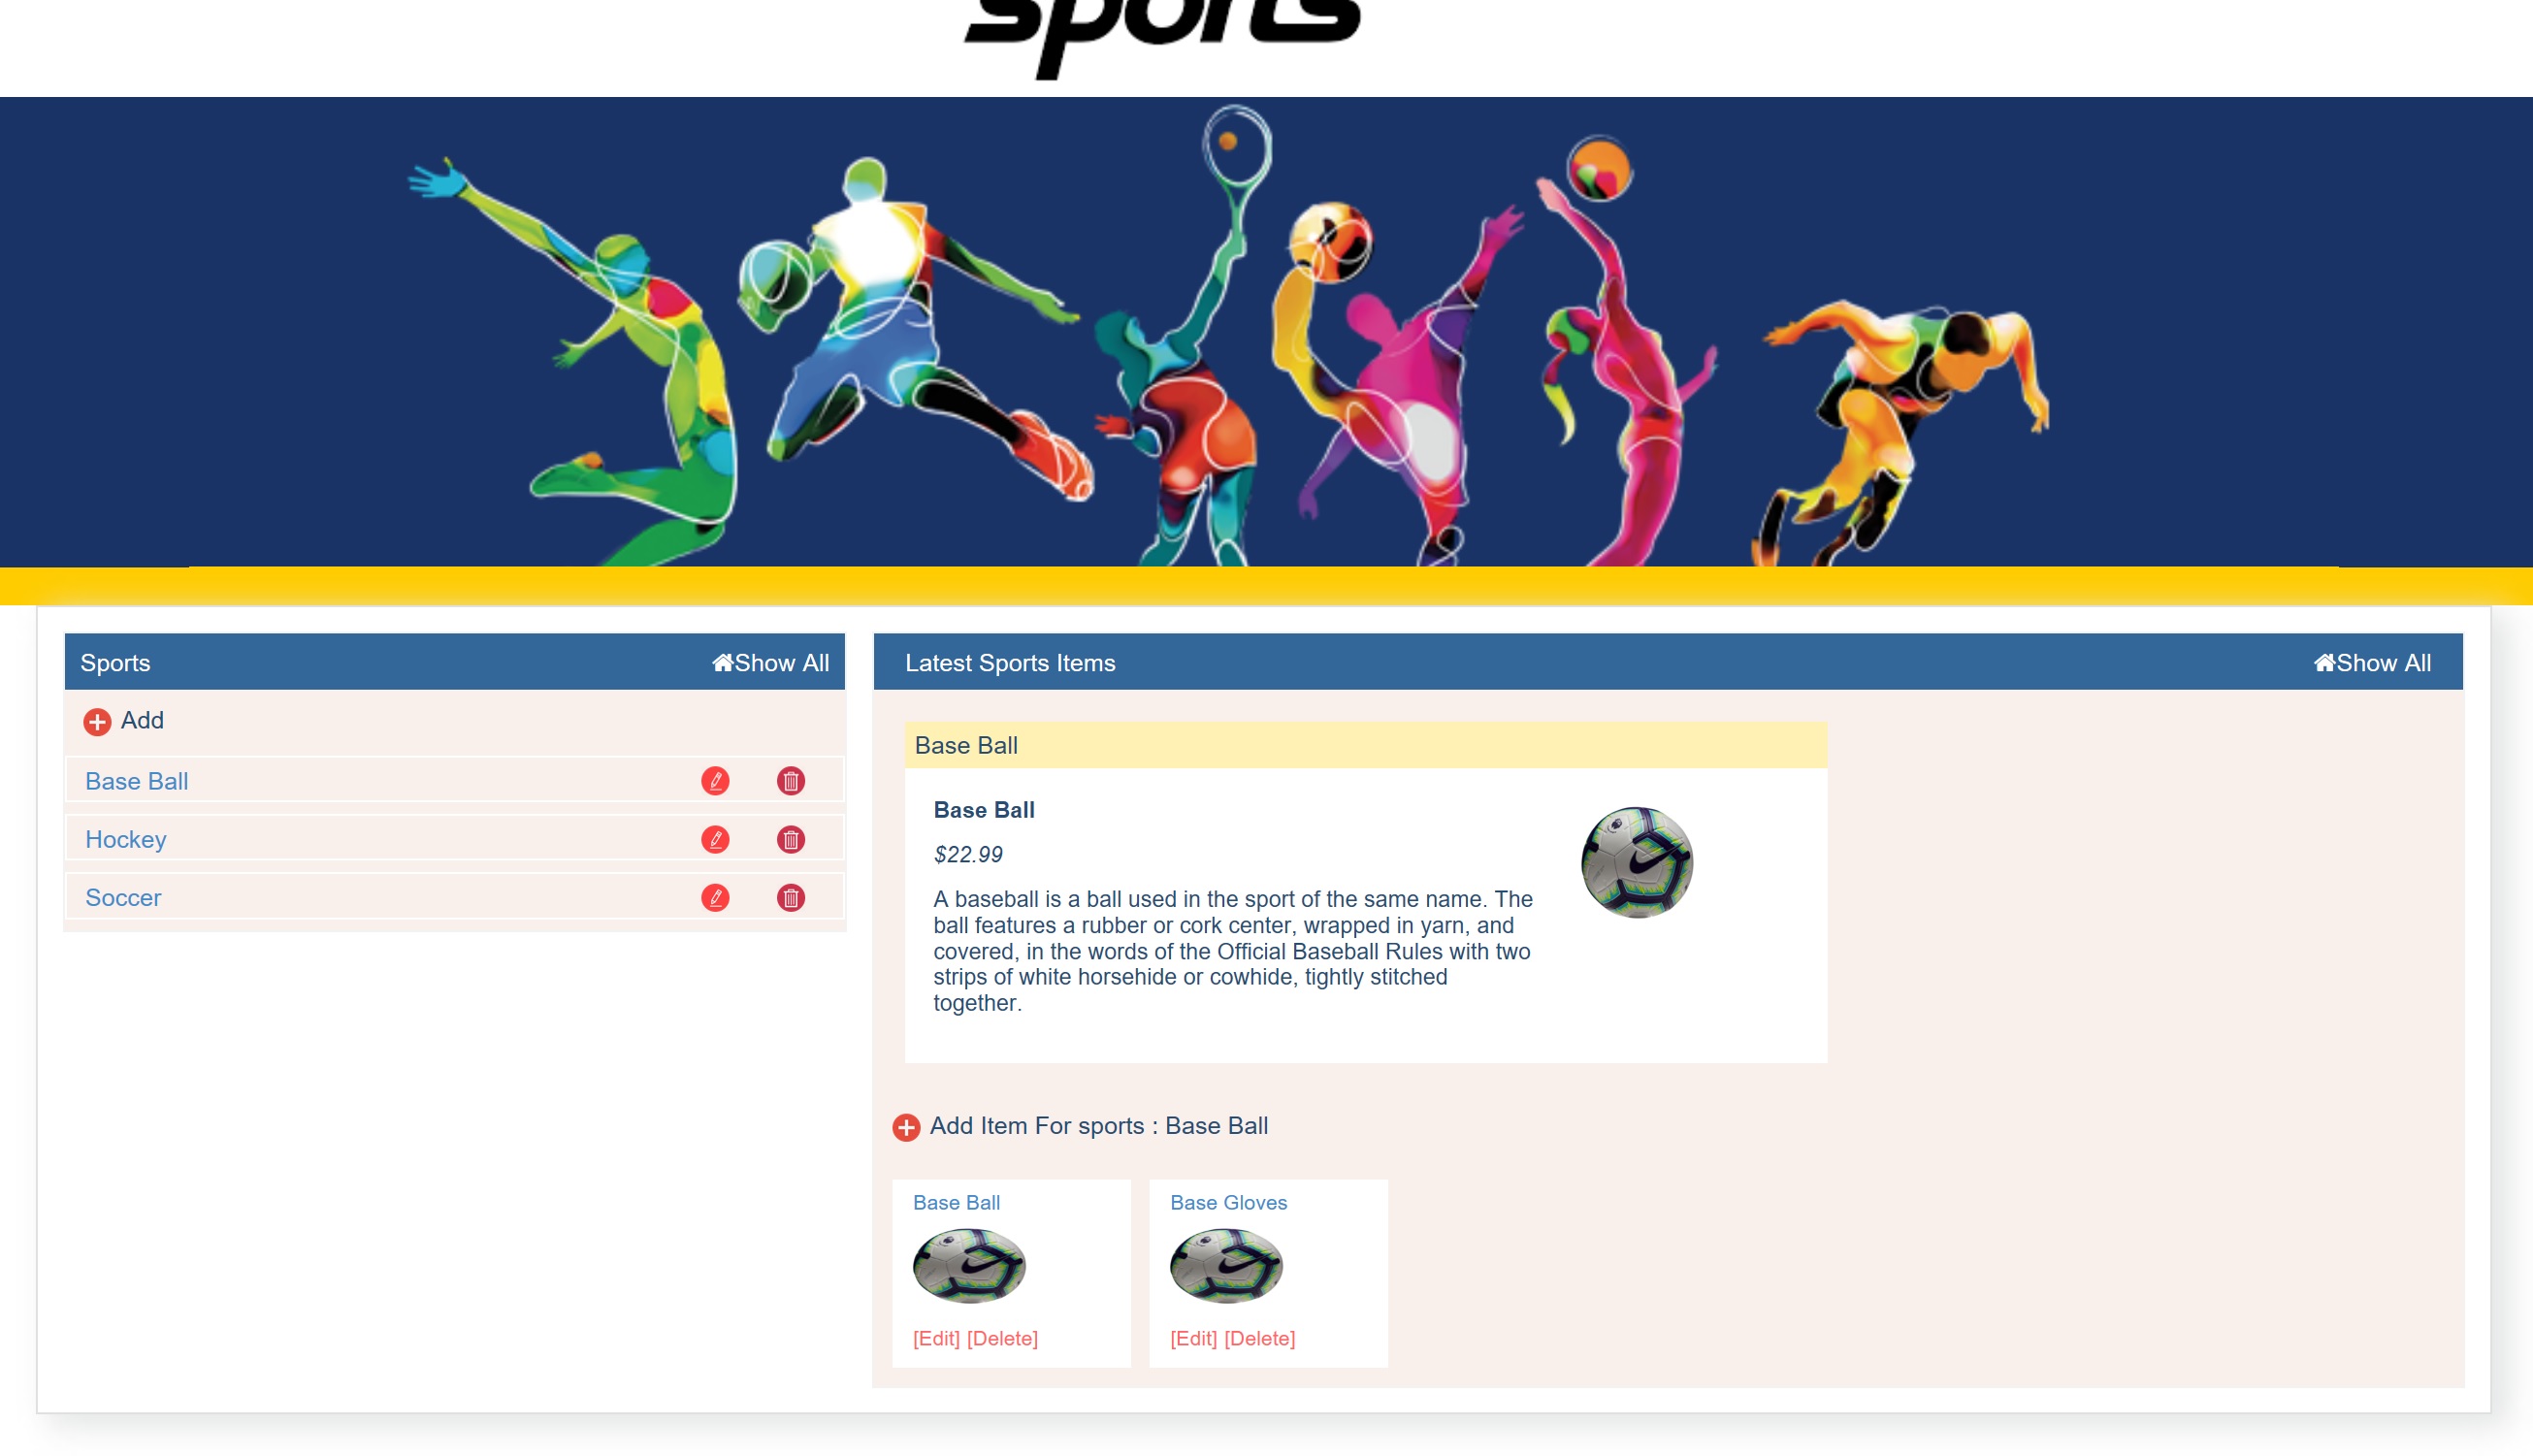 sports
Sports
Show All
Add
Base Ball
Hockey
Soccer
Latest Sports Items
Show All
Base Ball
Base Ball
$22.99
A baseball is a ball used in the sport of the same name. The
ball features a rubber or cork center, wrapped in yarn, and
covered, in the words of the Official Baseball Rules with two
strips of white horsehide or cowhide, tightly stitched
together.
Add Item For sports : Base Ball
Base Ball
[Edit] [Delete]
Base Gloves
[Edit] [Delete]